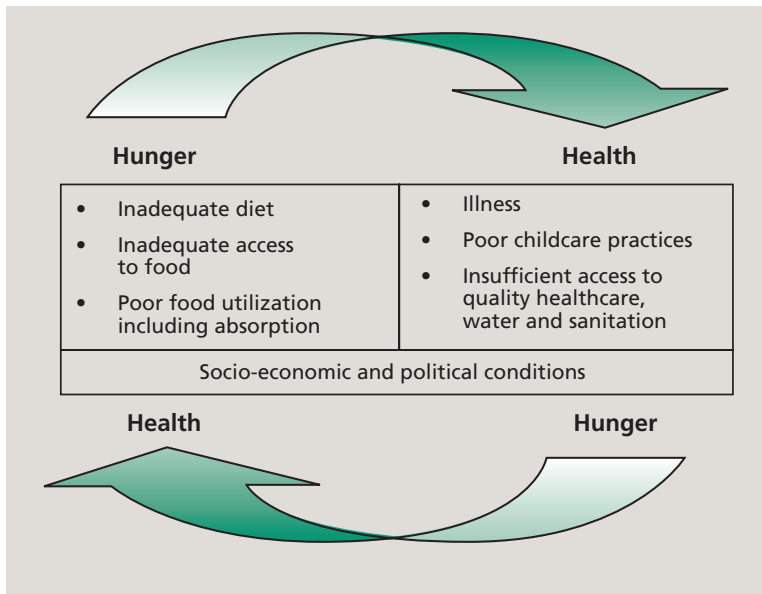 Hunger
Health
• Inadequate diet
• Inadequate access
to food
• Poor food utilization
including absorption
• Illness
• Poor childcare practices
• Insufficient access to
quality healthcare,
water and sanitation
Socio-economic and political conditions
Health
Hunger